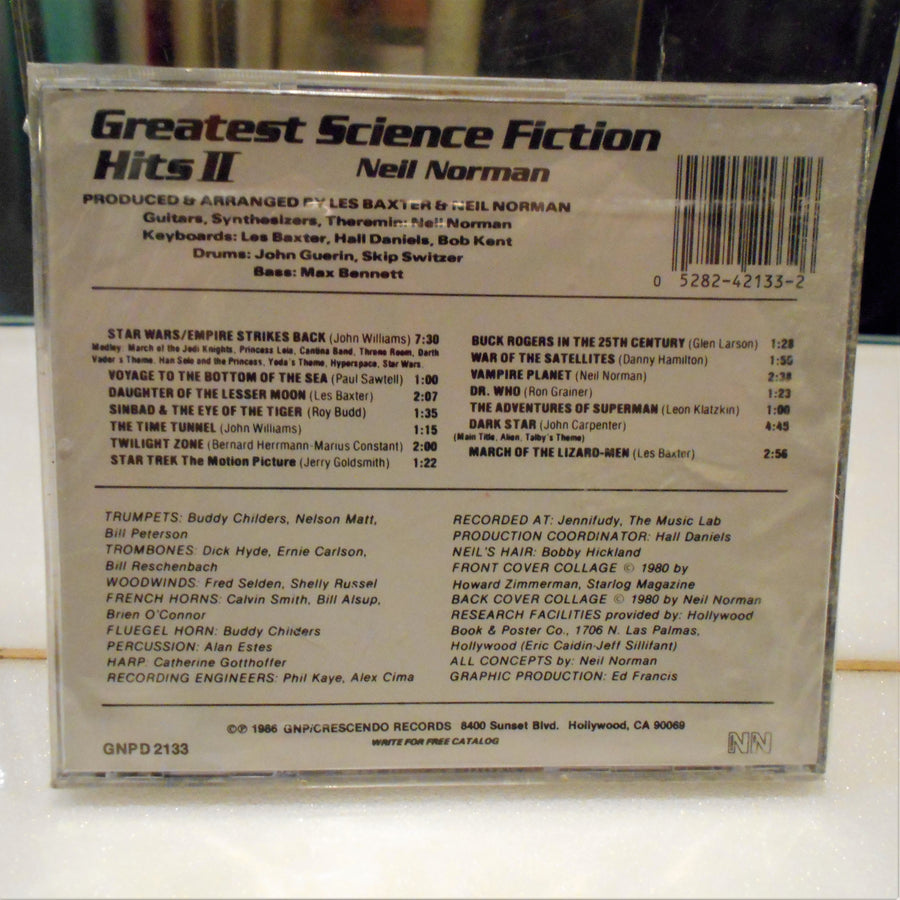 Greatest Science Fiction
Hits II Neil Norman
PRODUCED & ARRANGED BY LES BAXTER & NEIL NORMAN
Guitars, Synthesizers, Theremin: Neil Norman
Keyboards: Les Baxter, Hall Daniels, Bob Kent
Drums: John Guerin, Skip Switzer
Bass: Max Bennett
0 5282-42133-2
STAR WARS/EMPIRE STRIKES BACK (John Williams) 7:30
Medley: March of the Jedi Knights, Princess Leia, Cantina Band, Throne Room, Darth
Vader's Theme, Han Solo and the Princess, Yoda's Theme, Hyperspace, Star Wars.
VOYAGE TO THE BOTTOM OF THE SEA (Paul Sawtell) 1:00
DAUGHTER OF THE LESSER MOON (Les Baxter) 2:07
SINBAD & THE EYE OF THE TIGER (Roy Budd) 1:35
THE TIME TUNNEL (John Williams) 1:15
TWILIGHT ZONE (Bernard Herrmann-Marius Constant) 2:00
STAR TREK The Motion Picture (Jerry Goldsmith) 1:22
BUCK ROGERS IN THE 25TH CENTURY (Glen Larson) 1:28
WAR OF THE SATELLITES (Danny Hamilton)
VAMPIRE PLANET (Neil Norman)
DR. WHO (Ron Grainer) 1:23
THE ADVENTURES OF SUPERMAN (Leon Klatzkin) 1:00
DARK STAR (John Carpenter) 4:45
(Main Title, Alien, Talby's Theme)
MARCH OF THE LIZARD-MEN (Les Baxter) 2:56
TRUMPETS: Buddy Childers, Nelson Matt,
Bill Peterson
TROMBONES: Dick Hyde, Ernie Carlson,
Bill Reschenbach
WOODWINDS: Fred Selden, Shelly Russel
FRENCH HORNS: Calvin Smith, Bill Alsup,
Brien O'Connor
FLUEGEL HORN: Buddy Childers
PERCUSSION: Alan Estes
HARP: Catherine Gotthoffer
RECORDING ENGINEERS: Phil Kaye, Alex Cima
RECORDED AT: Jennifudy, The Music Lab
PRODUCTION COORDINATOR: Hall Daniels
NEIL'S HAIR: Bobby Hickland
FRONT COVER COLLAGE © 1980 by
Howard Zimmerman, Starlog Magazine
BACK COVER COLLAGE © 1980 by Neil Norman
RESEARCH FACILITIES provided by: Hollywood
Book & Poster Co., 1706 N. Las Palmas,
Hollywood (Eric Caidin-Jeff Sillifant)
ALL CONCEPTS by: Neil Norman
GRAPHIC PRODUCTION: Ed Francis
©℗ 1986 GNP/CRESCENDO RECORDS 8400 Sunset Blvd. Hollywood, CA 90069
WRITE FOR FREE CATALOG
GNPD 2133
NN